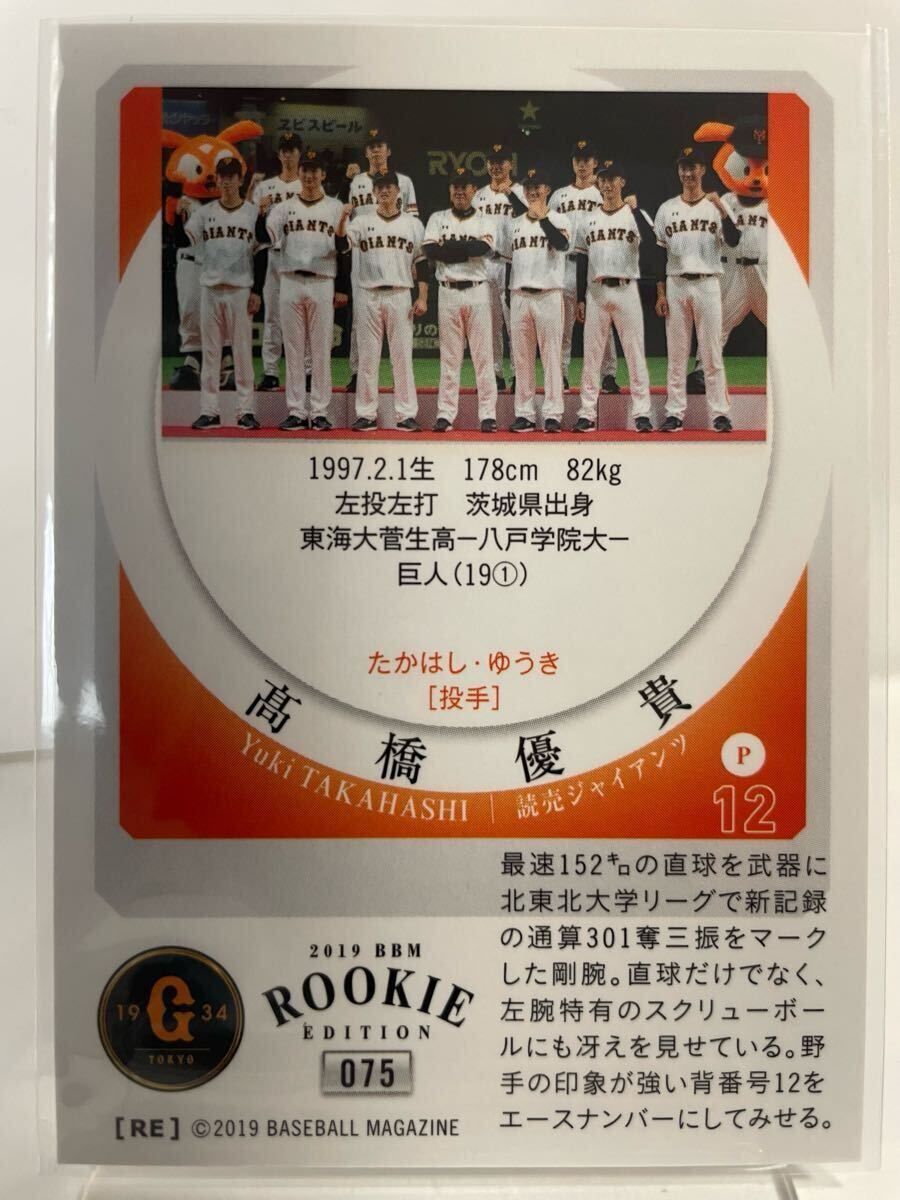 ヱビスビール
RYO
GIANTS
GIANTS
GIANTS
GIANTS
GIANTS
GIANTS
1997.2.1生 178cm 82kg
左投左打 茨城県出身
東海大菅生高ー八戸学院大ー
巨人(19①)
たかはし・ゆうき
[投手]
髙橋優貴
Yuki TAKAHASHI | 読売ジャイアンツ
P
12
最速152㌔の直球を武器に
北東北大学リーグで新記録
の通算301奪三振をマーク
した剛腕。直球だけでなく、
左腕特有のスクリューボー
ルにも冴えを見せている。野
手の印象が強い背番号12を
エースナンバーにしてみせる。
19 G 34
TOKYO
2019 BBM
ROOKIE
EDITION
075
[RE] ©2019 BASEBALL MAGAZINE